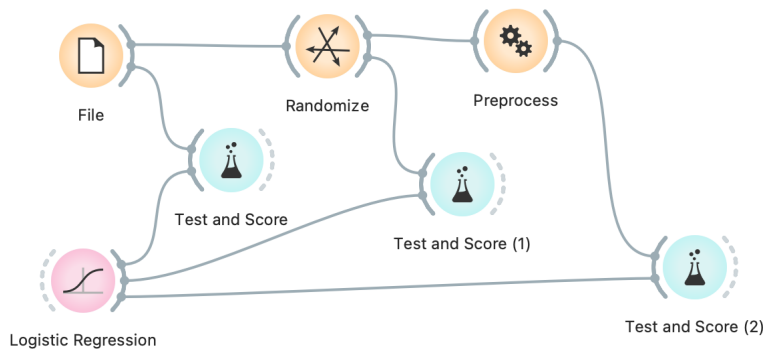 File
Randomize
Preprocess
Test and Score
Test and Score (1)
Logistic Regression
Test and Score (2)